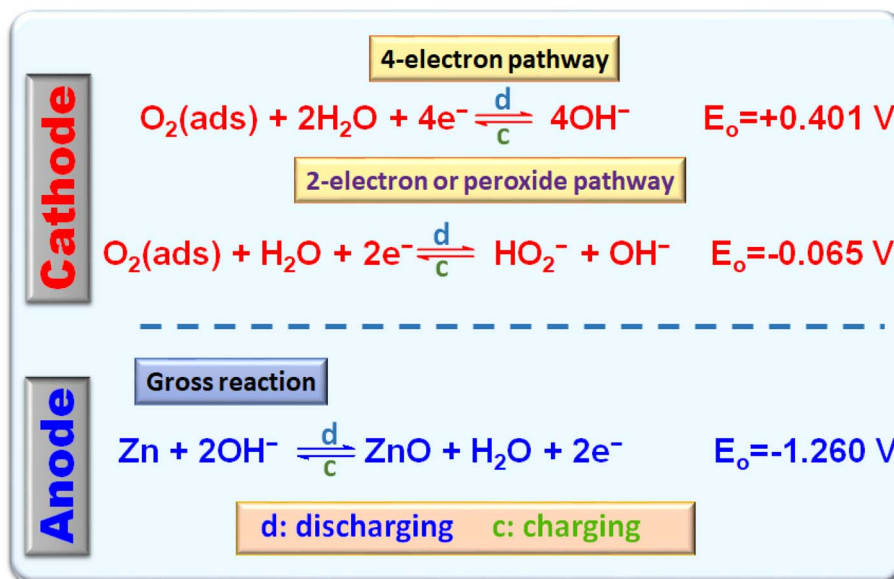 Cathode
4-electron pathway
O₂(ads) + 2H₂O + 4e⁻ d ⇌ c 4OH⁻ Eₒ=+0.401 V
2-electron or peroxide pathway
O₂(ads) + H₂O + 2e⁻ d ⇌ c HO₂⁻ + OH⁻ Eₒ=-0.065 V
Anode
Gross reaction
Zn + 2OH⁻ d ⇌ c ZnO + H₂O + 2e⁻ Eₒ=-1.260 V
d: discharging c: charging